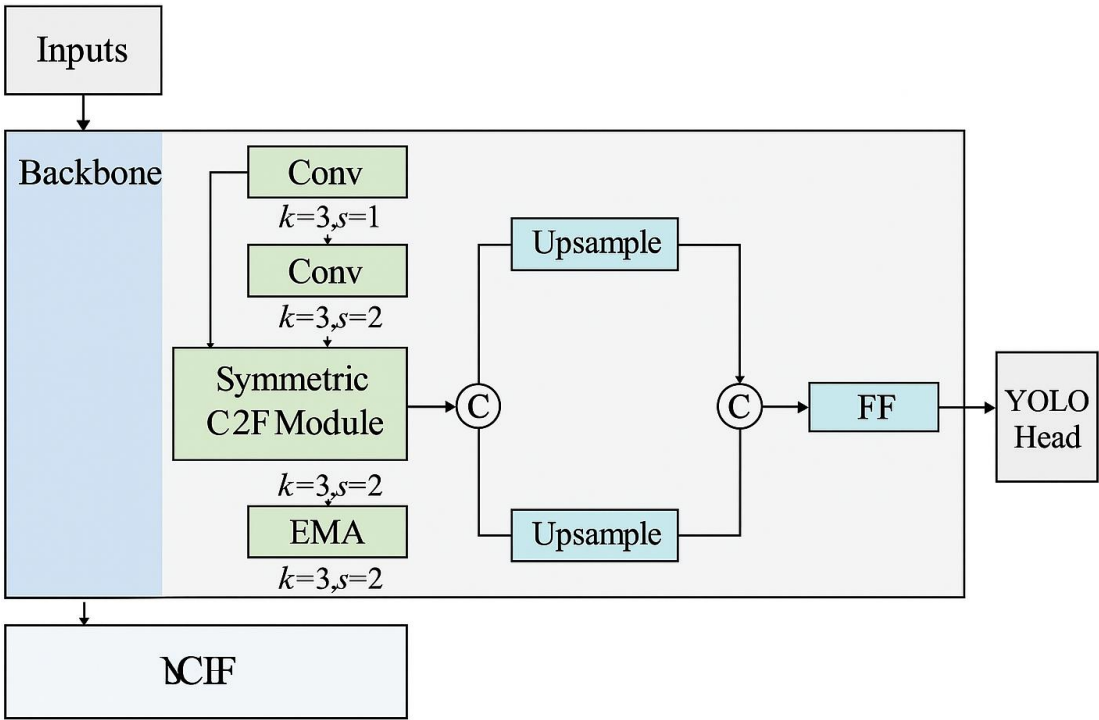 Inputs
Backbone
Conv
k=3,s=1
Conv
k=3,s=2
Symmetric
C2F Module
k=3,s=2
EMA
k=3,s=2
Upsample
C
C
Upsample
FF
YOLO
Head